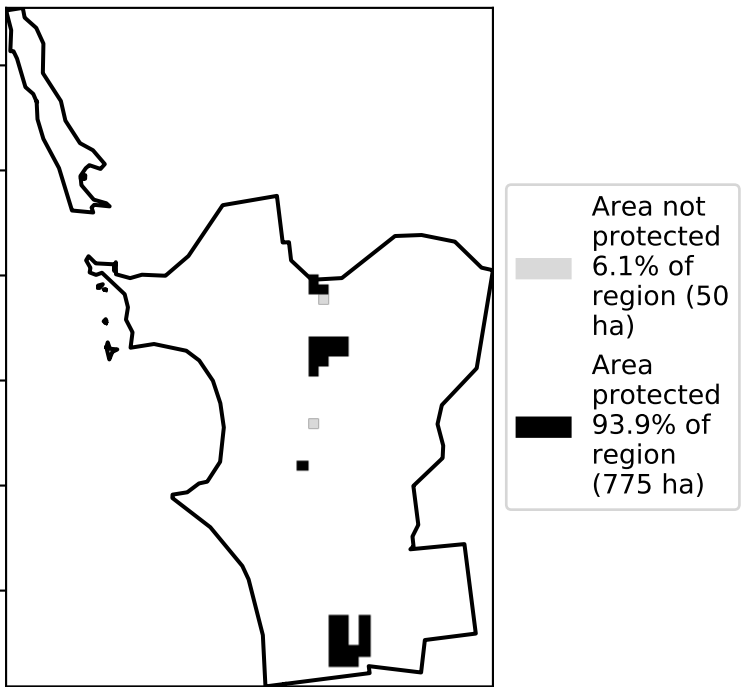 Area not
protected
6.1% of
region (50
ha)
Area
protected
93.9% of
region
(775 ha)